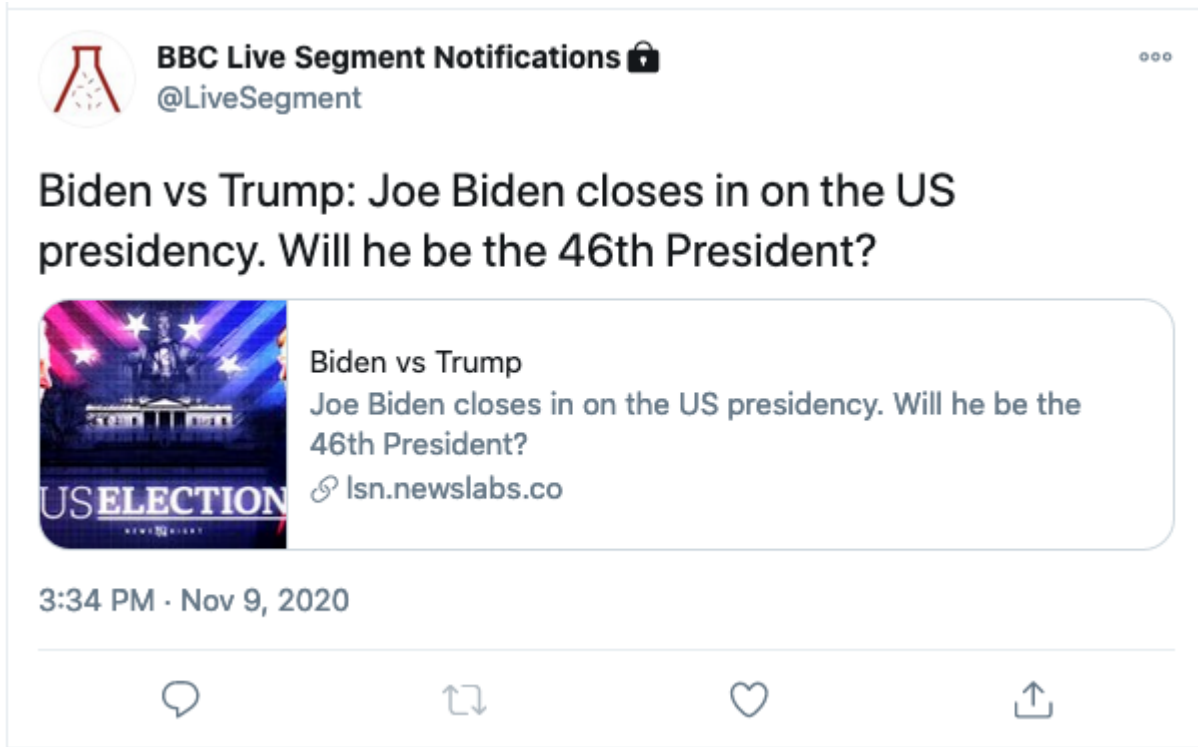 BBC Live Segment Notifications
@LiveSegment
Biden vs Trump: Joe Biden closes in on the US
presidency. Will he be the 46th President?
Biden vs Trump
Joe Biden closes in on the US presidency. Will he be the
46th President?
lsn.newslabs.co
US ELECTION
NEWSNIGHT
3:34 PM · Nov 9, 2020